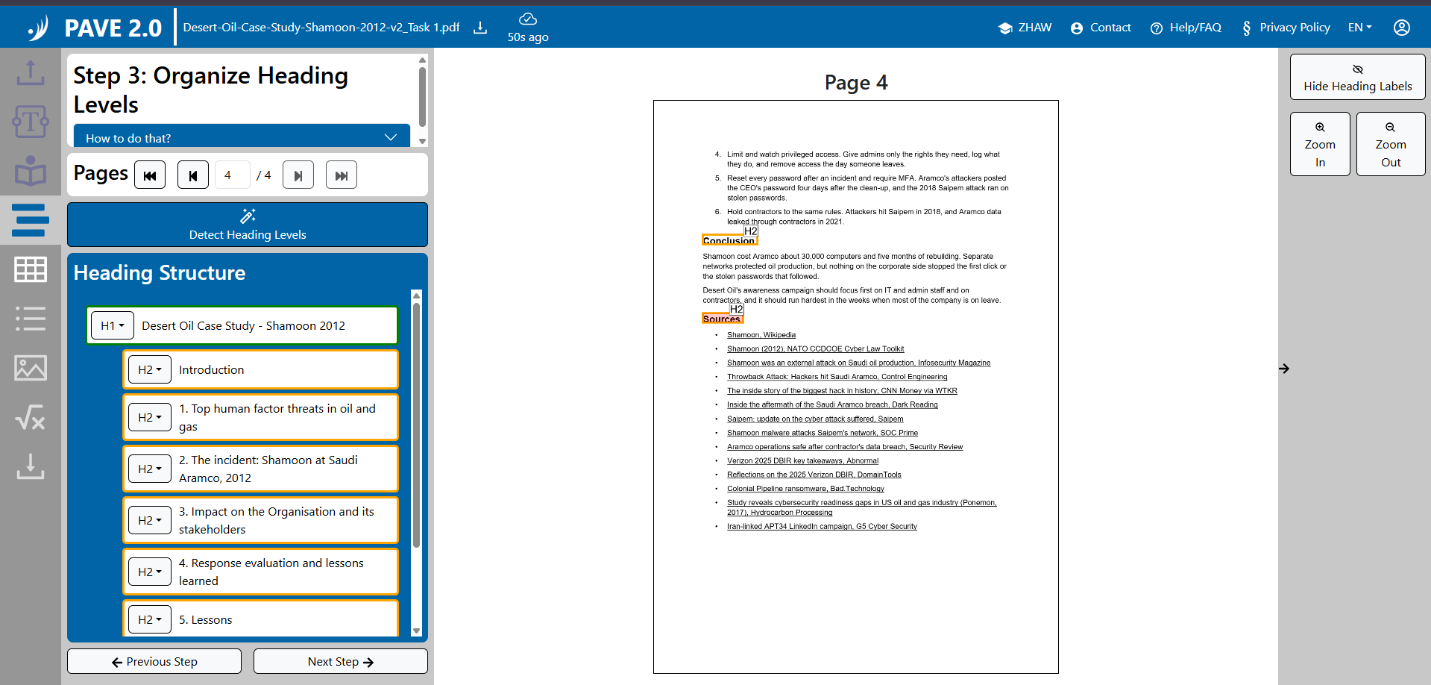 PAVE 2.0
Desert-Oil-Case-Study-Shamoon-2012-v2_Task 1.pdf
50s ago
ZHAW
Contact
Help/FAQ
§ Privacy Policy
EN
Step 3: Organize Heading
Levels
How to do that?
Pages
4
/ 4
Detect Heading Levels
Heading Structure
H1
Desert Oil Case Study - Shamoon 2012
H2
Introduction
H2
1. Top human factor threats in oil and
gas
H2
2. The incident: Shamoon at Saudi
Aramco, 2012
H2
3. Impact on the Organisation and its
stakeholders
H2
4. Response evaluation and lessons
learned
H2
5. Lessons
Previous Step
Next Step
Page 4
4. Limit and watch privileged access. Give admins only the rights they need, log what
they do, and remove access the day someone leaves.
5. Reset every password after an incident and require MFA. Aramco's attackers posted
the CEO's password four days after the clean-up, and the 2018 Saipem attack ran on
stolen passwords.
6. Hold contractors to the same rules. Attackers hit Saipem in 2018, and Aramco data
leaked through contractors in 2021.
H2
Conclusion
Shamoon cost Aramco about 30,000 computers and five months of rebuilding. Separate
networks protected oil production, but nothing on the corporate side stopped the first click or
the stolen passwords that followed.
Desert Oil's awareness campaign should focus first on IT and admin staff and on
contractors, and it should run hardest in the weeks when most of the company is on leave.
H2
Sources
• Shamoon, Wikipedia
• Shamoon (2012), NATO CCDCOE Cyber Law Toolkit
• Shamoon was an external attack on Saudi oil production, Infosecurity Magazine
• Throwback Attack: Hackers hit Saudi Aramco, Control Engineering
• The inside story of the biggest hack in history, CNN Money via WTKR
• Inside the aftermath of the Saudi Aramco breach, Dark Reading
• Saipem: update on the cyber attack suffered, Saipem
• Shamoon malware attacks Saipem's network, SOC Prime
• Aramco operations safe after contractor's data breach, Security Review
• Verizon 2025 DBIR key takeaways, Abnormal
• Reflections on the 2025 Verizon DBIR, DomainTools
• Colonial Pipeline ransomware, Bad.Technology
• Study reveals cybersecurity readiness gaps in US oil and gas industry (Ponemon,
2017), Hydrocarbon Processing
• Iran-linked APT34 LinkedIn campaign, G5 Cyber Security
Hide Heading Labels
Zoom
In
Zoom
Out